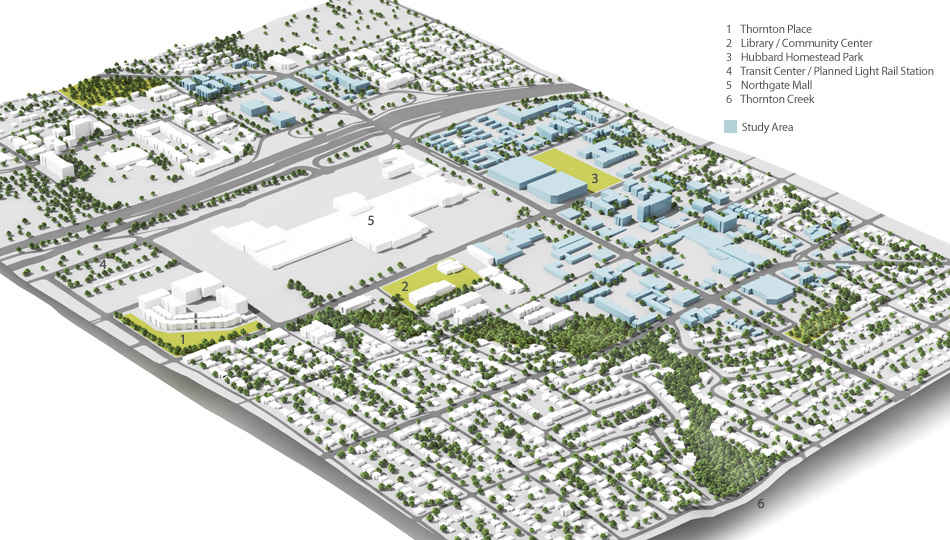 1 Thornton Place
2 Library / Community Center
3 Hubbard Homestead Park
4 Transit Center / Planned Light Rail Station
5 Northgate Mall
6 Thornton Creek
Study Area
3
5
4
2
1
6